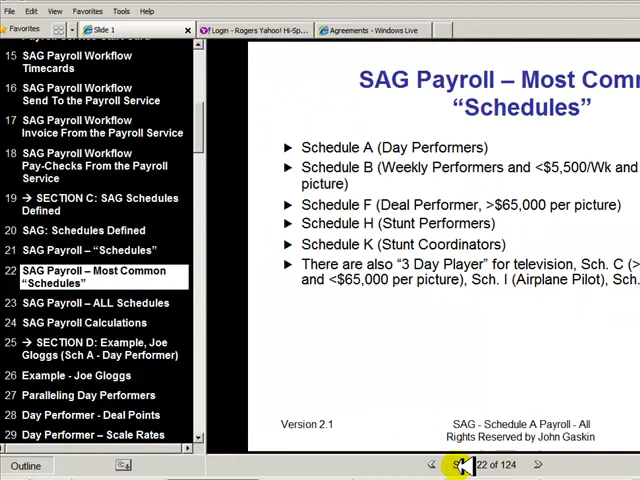 File Edit View Favorites Tools Help
Favorites
Slide 1
Login - Rogers Yahoo! Hi-Sp...
Agreements - Windows Live
15 SAG Payroll Workflow
Timecards
16 SAG Payroll Workflow
Send To the Payroll Service
17 SAG Payroll Workflow
Invoice From the Payroll Service
18 SAG Payroll Workflow
Pay-Checks From the Payroll
Service
19 → SECTION C: SAG Schedules
Defined
20 SAG: Schedules Defined
21 SAG Payroll – “Schedules”
22 SAG Payroll – Most Common
“Schedules”
23 SAG Payroll – ALL Schedules
24 SAG Payroll Calculations
25 → SECTION D: Example, Joe
Gloggs (Sch A - Day Performer)
26 Example - Joe Gloggs
27 Paralleling Day Performers
28 Day Performer - Deal Points
29 Day Performer – Scale Rates
Outline
SAG Payroll – Most Comm
“Schedules”
Schedule A (Day Performers)
Schedule B (Weekly Performers and <$5,500/Wk and
picture)
Schedule F (Deal Performer, >$65,000 per picture)
Schedule H (Stunt Performers)
Schedule K (Stunt Coordinators)
There are also “3 Day Player” for television, Sch. C (>
and <$65,000 per picture), Sch. I (Airplane Pilot), Sch.
Version 2.1
SAG - Schedule A Payroll - All
Rights Reserved by John Gaskin
22 of 124